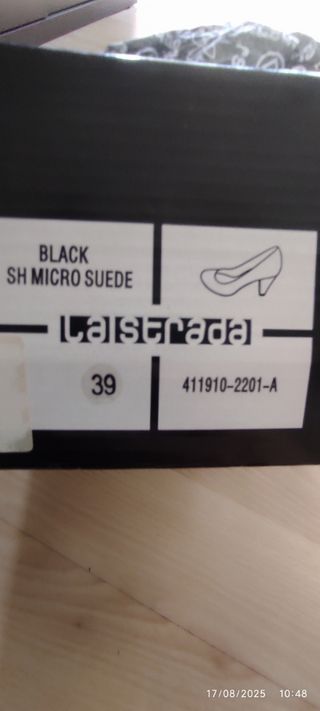 BLACK
SH MICRO SUEDE
la strada
39
411910-2201-A
17/08/2025 10:48